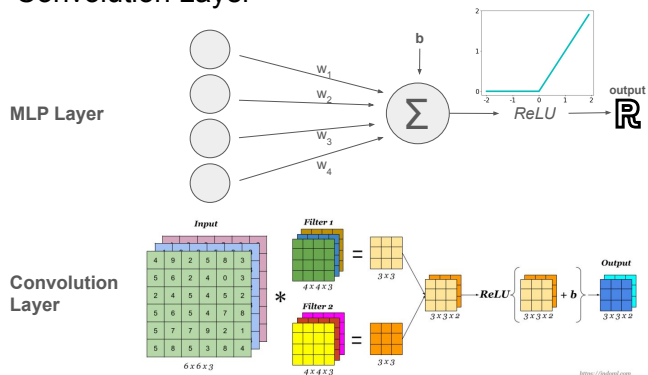 Convolution Layer
MLP Layer
w1
w2
w3
w4
b
Σ
2
1
0
-2 -1 0 1 2
ReLU
output
ℝ
Convolution
Layer
Input
4 9 2 5 8 3
5 6 2 4 0 3
2 4 5 4 5 2
5 6 5 4 7 8
5 7 7 9 2 1
5 8 5 3 8 4
6 x 6 x 3
*
Filter 1
4 x 4 x 3
=
3 x 3
Filter 2
4 x 4 x 3
=
3 x 3
3 x 3 x 2
ReLU
3 x 3 x 2
+ b
Output
3 x 3 x 2
https://indoml.com